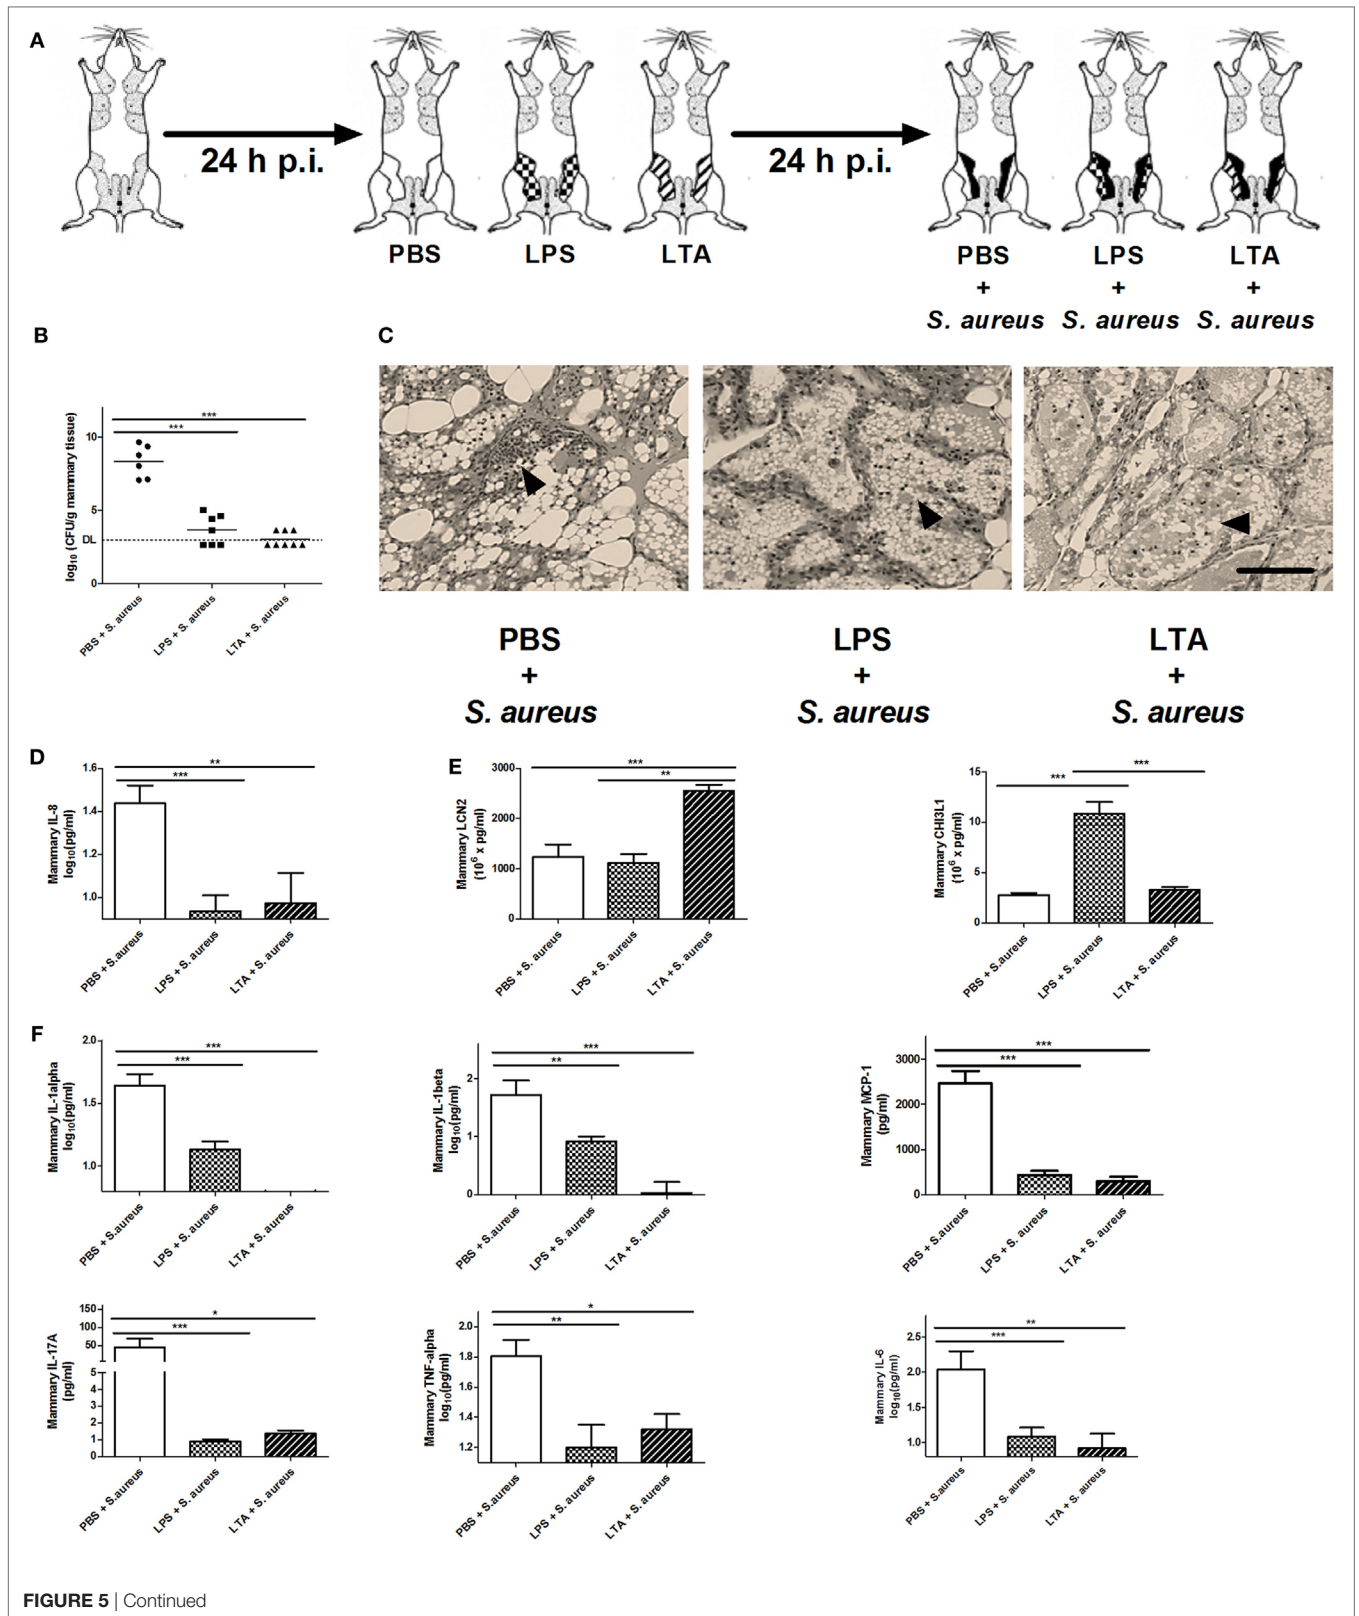 A
24 h p.i.
24 h p.i.
PBS
LPS
LTA
PBS
LPS
LTA
+
+
+
S. aureus
S. aureus
S. aureus
B
log10 (CFU/g mammary tissue)
10
5
DL
0
***
***
PBS + S. aureus
LPS + S. aureus
LTA + S. aureus
C
PBS
LPS
LTA
+
+
+
S. aureus
S. aureus
S. aureus
D
Mammary IL-8
log10(pg/ml)
1.6
1.4
1.2
1.0
**
***
PBS + S.aureus
LPS + S. aureus
LTA + S. aureus
E
Mammary LCN2
(10⁶ x pg/ml)
3000
2000
1000
0
***
**
PBS + S. aureus
LPS + S. aureus
LTA + S. aureus
Mammary CHI3L1
(10⁶ x pg/ml)
15
10
5
0
***
***
PBS + S.aureus
LPS + S. aureus
LTA + S. aureus
F
Mammary IL-1alpha
log10(pg/ml)
2.0
1.5
1.0
***
***
PBS + S.aureus
LPS + S. aureus
LTA + S. aureus
Mammary IL-1beta
log10(pg/ml)
2
1
0
***
**
PBS + S.aureus
LPS + S. aureus
LTA + S. aureus
Mammary MCP-1
(pg/ml)
3000
2000
1000
0
***
***
PBS + S.aureus
LPS + S. aureus
LTA + S. aureus
Mammary IL-17A
(pg/ml)
150
100
50
5
4
3
2
1
0
*
***
PBS + S.aureus
LPS + S. aureus
LTA + S. aureus
Mammary TNF-alpha
log10(pg/ml)
2.0
1.8
1.6
1.4
1.2
*
**
PBS + S.aureus
LPS + S. aureus
LTA + S. aureus
Mammary IL-6
log10(pg/ml)
2.5
2.0
1.5
1.0
**
***
PBS + S.aureus
LPS + S. aureus
LTA + S. aureus
FIGURE 5 | Continued